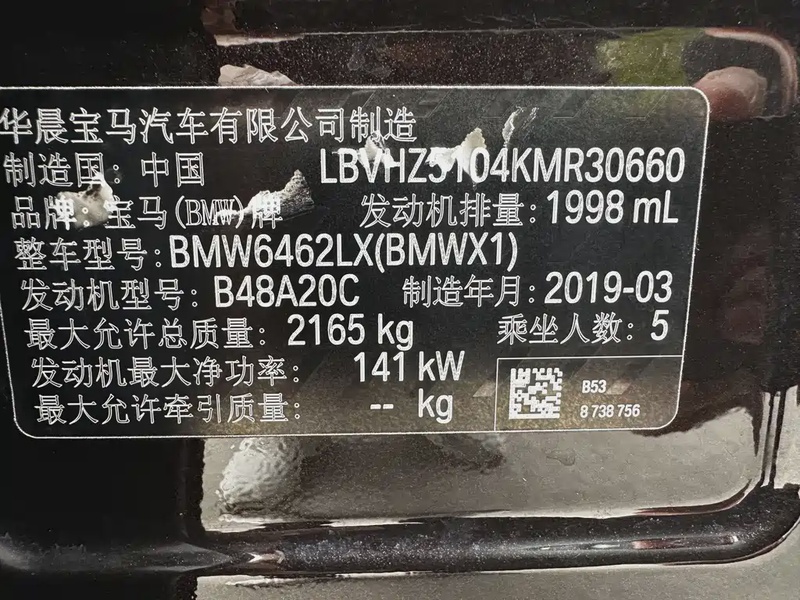 华晨宝马汽车有限公司制造
制造国: 中国 LBVHZ5104KMR30660
品牌: 宝马(BMW)牌 发动机排量: 1998 mL
整车型号: BMW6462LX(BMWX1)
发动机型号: B48A20C 制造年月: 2019-03
最大允许总质量: 2165 kg 乘坐人数: 5
发动机最大净功率: 141 kW
最大允许牵引质量: -- kg
B53
8 738 756